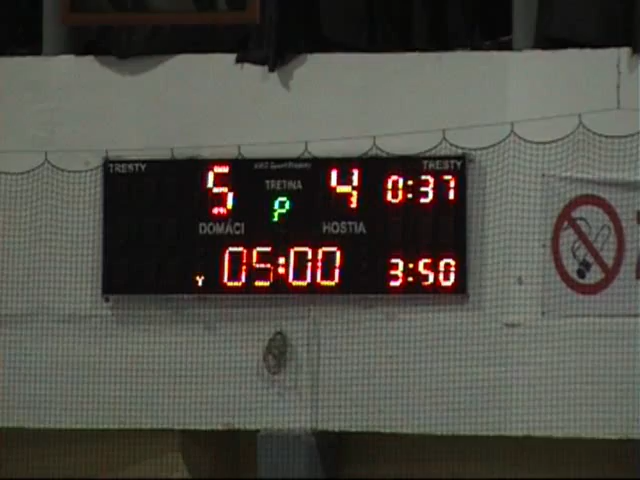 TRESTY TRESTY
5 TRETINA 4 0:37
P
DOMÁCI HOSTIA
Y 05:00 3:50